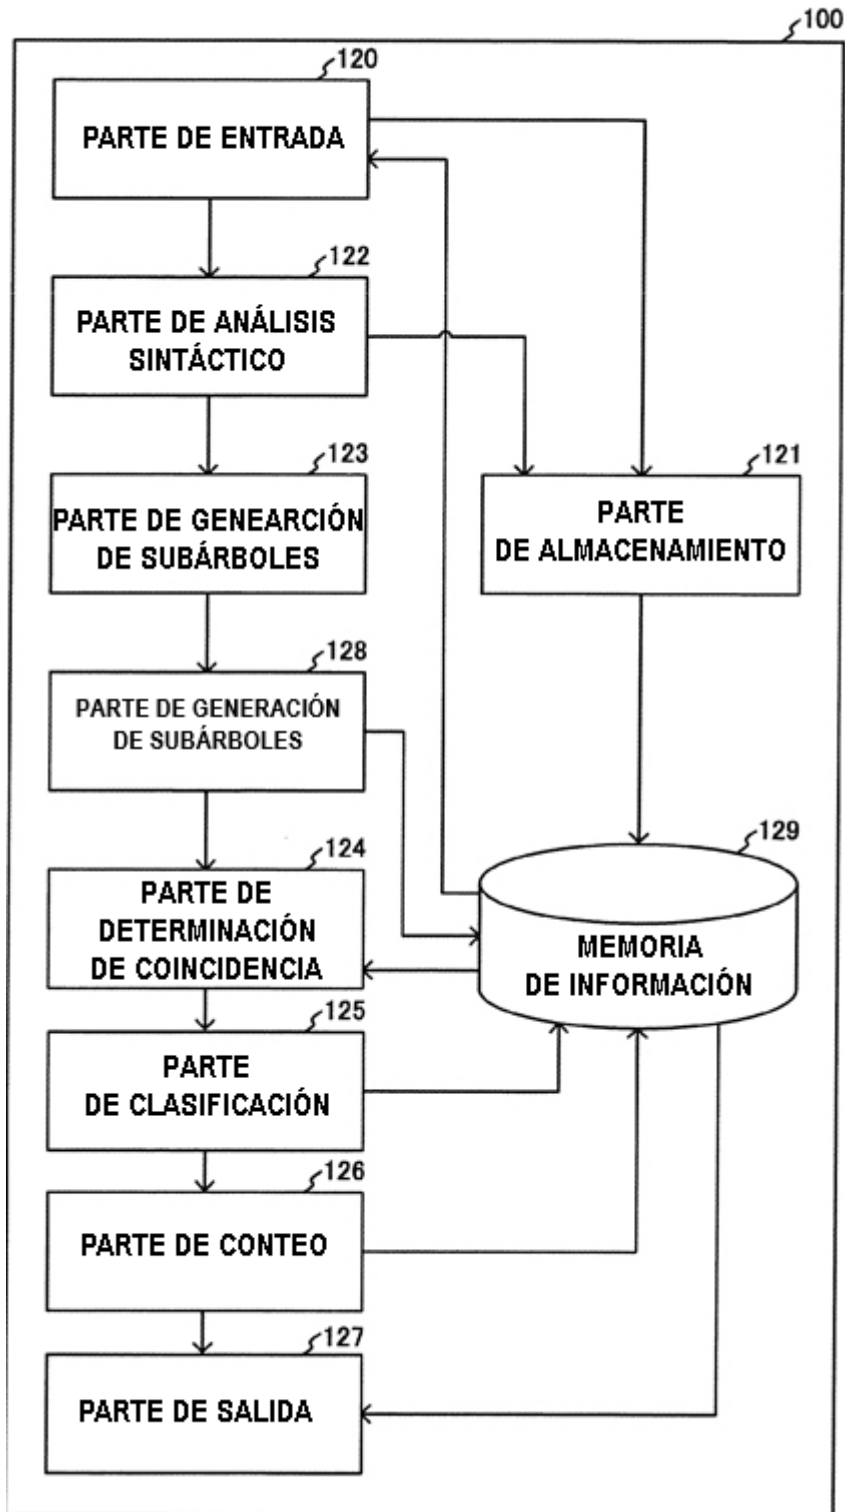 100
120
PARTE DE ENTRADA
122
PARTE DE ANÁLISIS
SINTÁCTICO
123
PARTE DE GENEARCIÓN
DE SUBÁRBOLES
121
PARTE
DE ALMACENAMIENTO
128
PARTE DE GENERACIÓN
DE SUBÁRBOLES
124
PARTE DE
DETERMINACIÓN
DE COINCIDENCIA
129
MEMORIA
DE INFORMACIÓN
125
PARTE
DE CLASIFICACIÓN
126
PARTE DE CONTEO
127
PARTE DE SALIDA